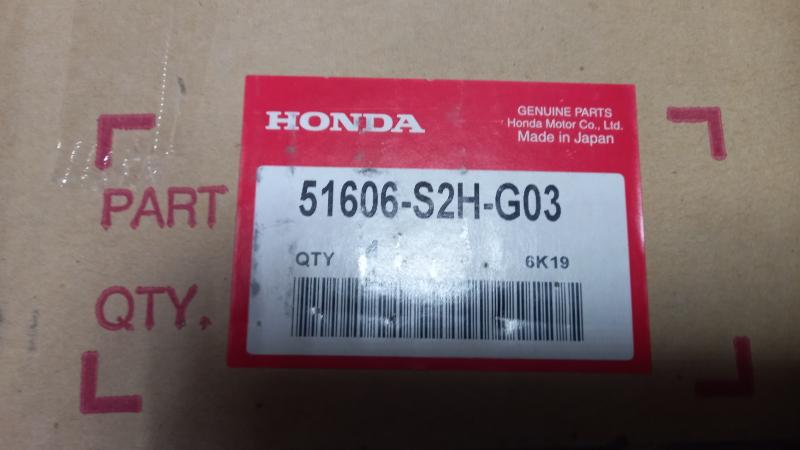 HONDA
GENUINE PARTS
Honda Motor Co., Ltd.
Made in Japan
PART
51606-S2H-G03
QTY
6K19
QTY.